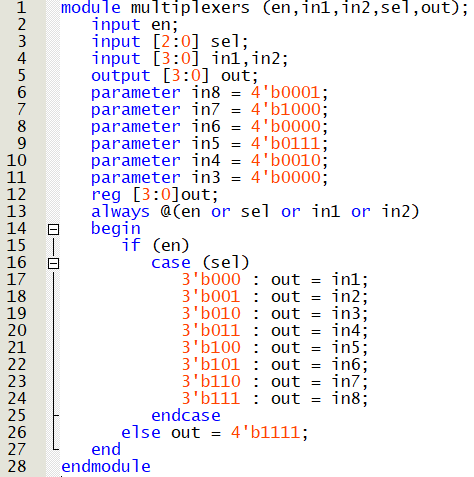 1 module multiplexers (en,in1,in2,sel,out);
2 input en;
3 input [2:0] sel;
4 input [3:0] in1,in2;
5 output [3:0] out;
6 parameter in8 = 4'b0001;
7 parameter in7 = 4'b1000;
8 parameter in6 = 4'b0000;
9 parameter in5 = 4'b0111;
10 parameter in4 = 4'b0010;
11 parameter in3 = 4'b0000;
12 reg [3:0]out;
13 always @(en or sel or in1 or in2)
14 begin
15 if (en)
16 case (sel)
17 3'b000 : out = in1;
18 3'b001 : out = in2;
19 3'b010 : out = in3;
20 3'b011 : out = in4;
21 3'b100 : out = in5;
22 3'b101 : out = in6;
23 3'b110 : out = in7;
24 3'b111 : out = in8;
25 endcase
26 else out = 4'b1111;
27 end
28 endmodule